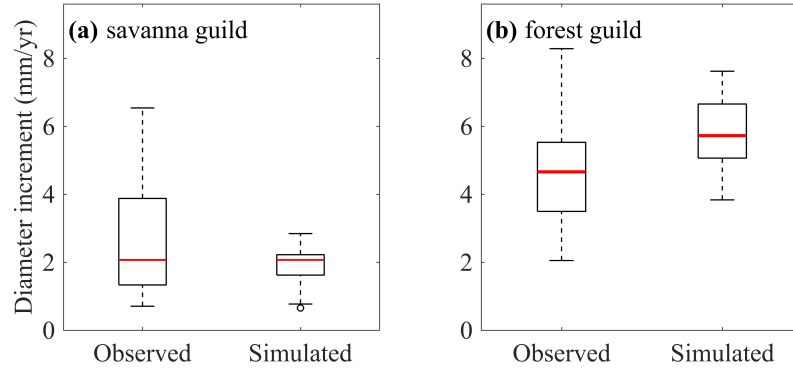 (a) savanna guild
(b) forest guild
Diameter increment (mm/yr)
8
6
4
2
0
8
6
4
2
0
Observed
Simulated
Observed
Simulated